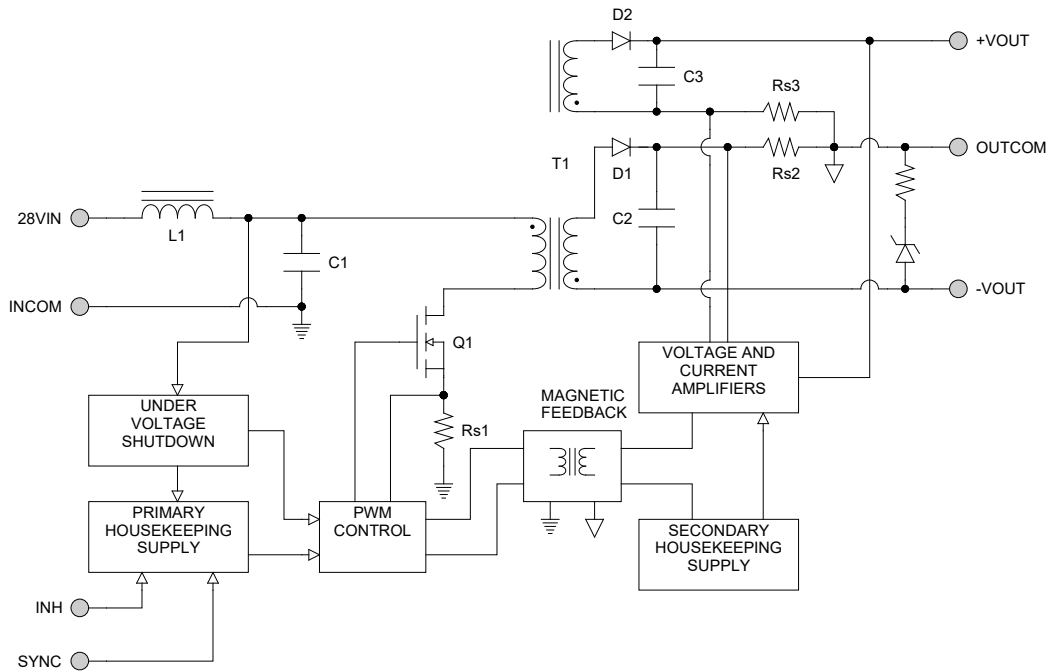 D2
+VOUT
C3
Rs3
OUTCOM
T1
D1
Rs2
28VIN
L1
C2
C1
INCOM
-VOUT
Q1
VOLTAGE AND
CURRENT
AMPLIFIERS
MAGNETIC
FEEDBACK
UNDER
VOLTAGE
SHUTDOWN
Rs1
PRIMARY
HOUSEKEEPING
SUPPLY
PWM
CONTROL
SECONDARY
HOUSEKEEPING
SUPPLY
INH
SYNC